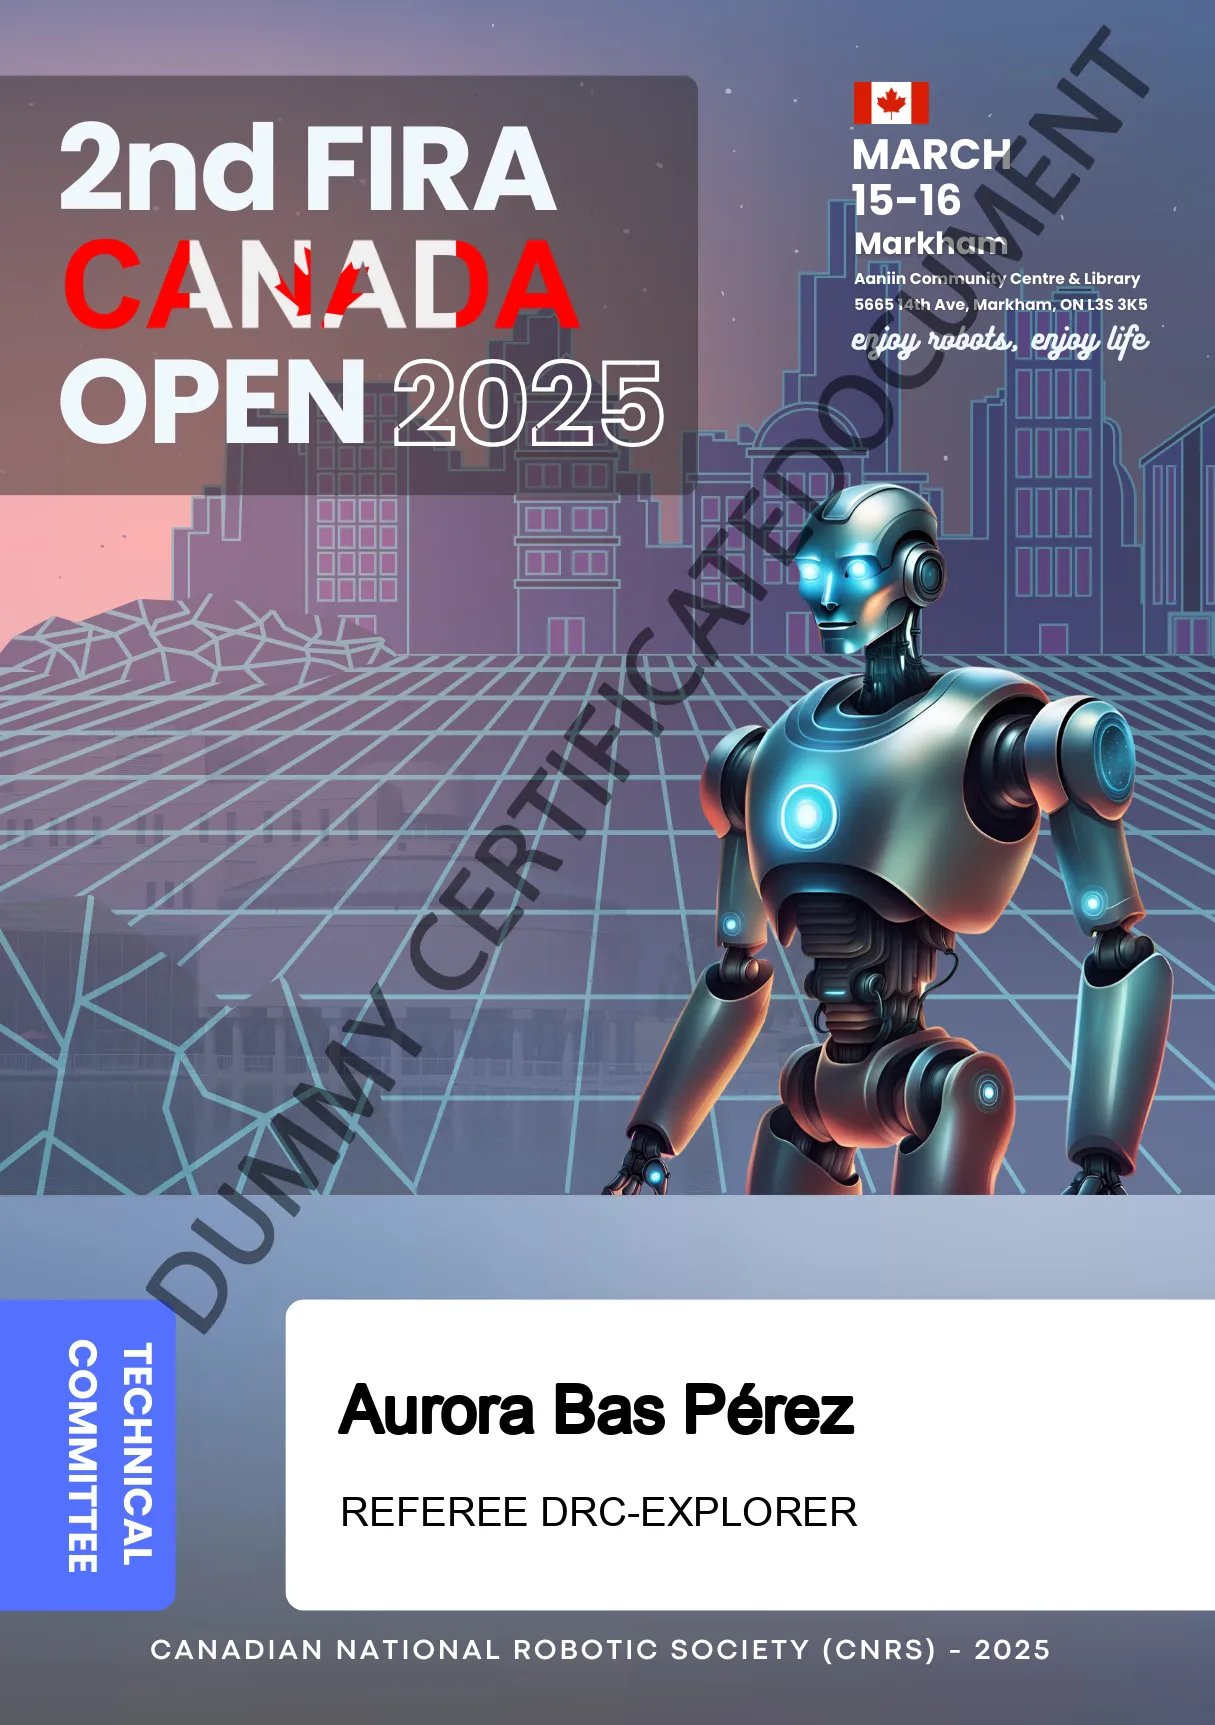 2nd FIRA
CANADA
OPEN 2025
MARCH
15-16
Markham
Aaniin Community Centre & Library
5665 14th Ave, Markham, ON L3S 3K5
enjoy robots, enjoy life
DUMMY CERTIFICATEDOCUMENT
TECHNICAL
COMMITTEE
Aurora Bas Pérez
REFEREE DRC-EXPLORER
CANADIAN NATIONAL ROBOTIC SOCIETY (CNRS) - 2025